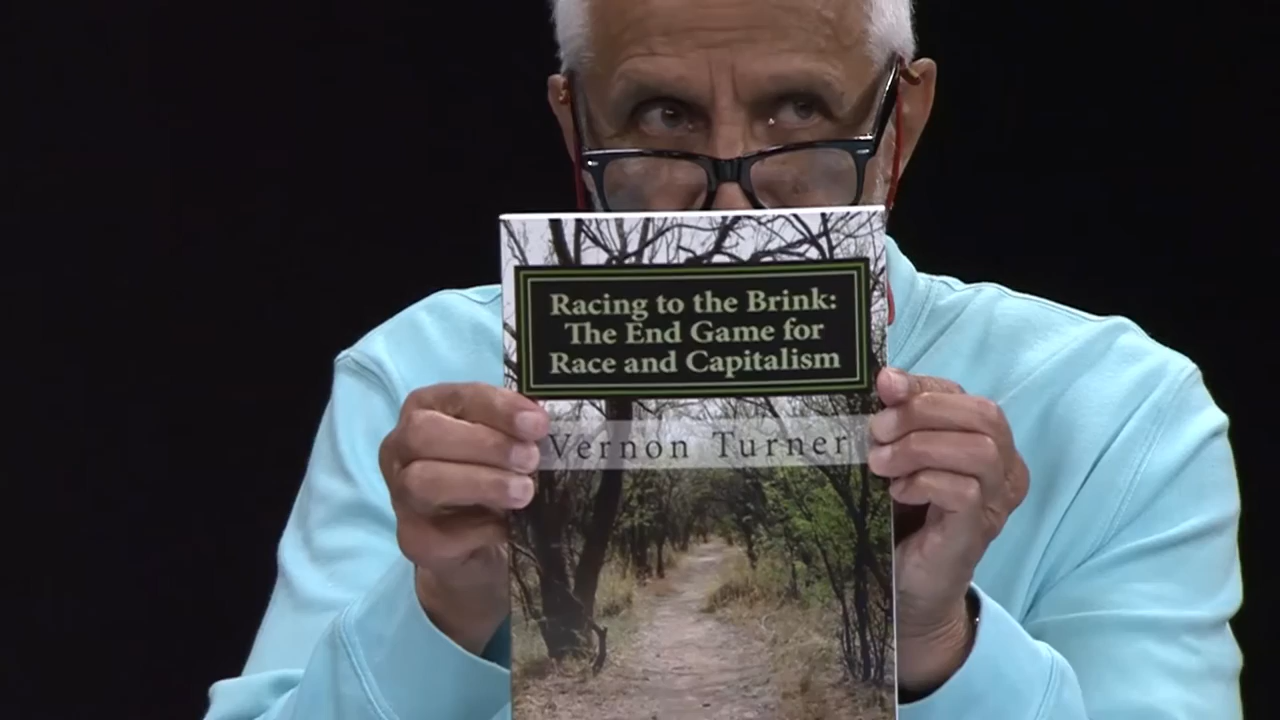 Racing to the Brink:
The End Game for
Race and Capitalism
Vernon Turner